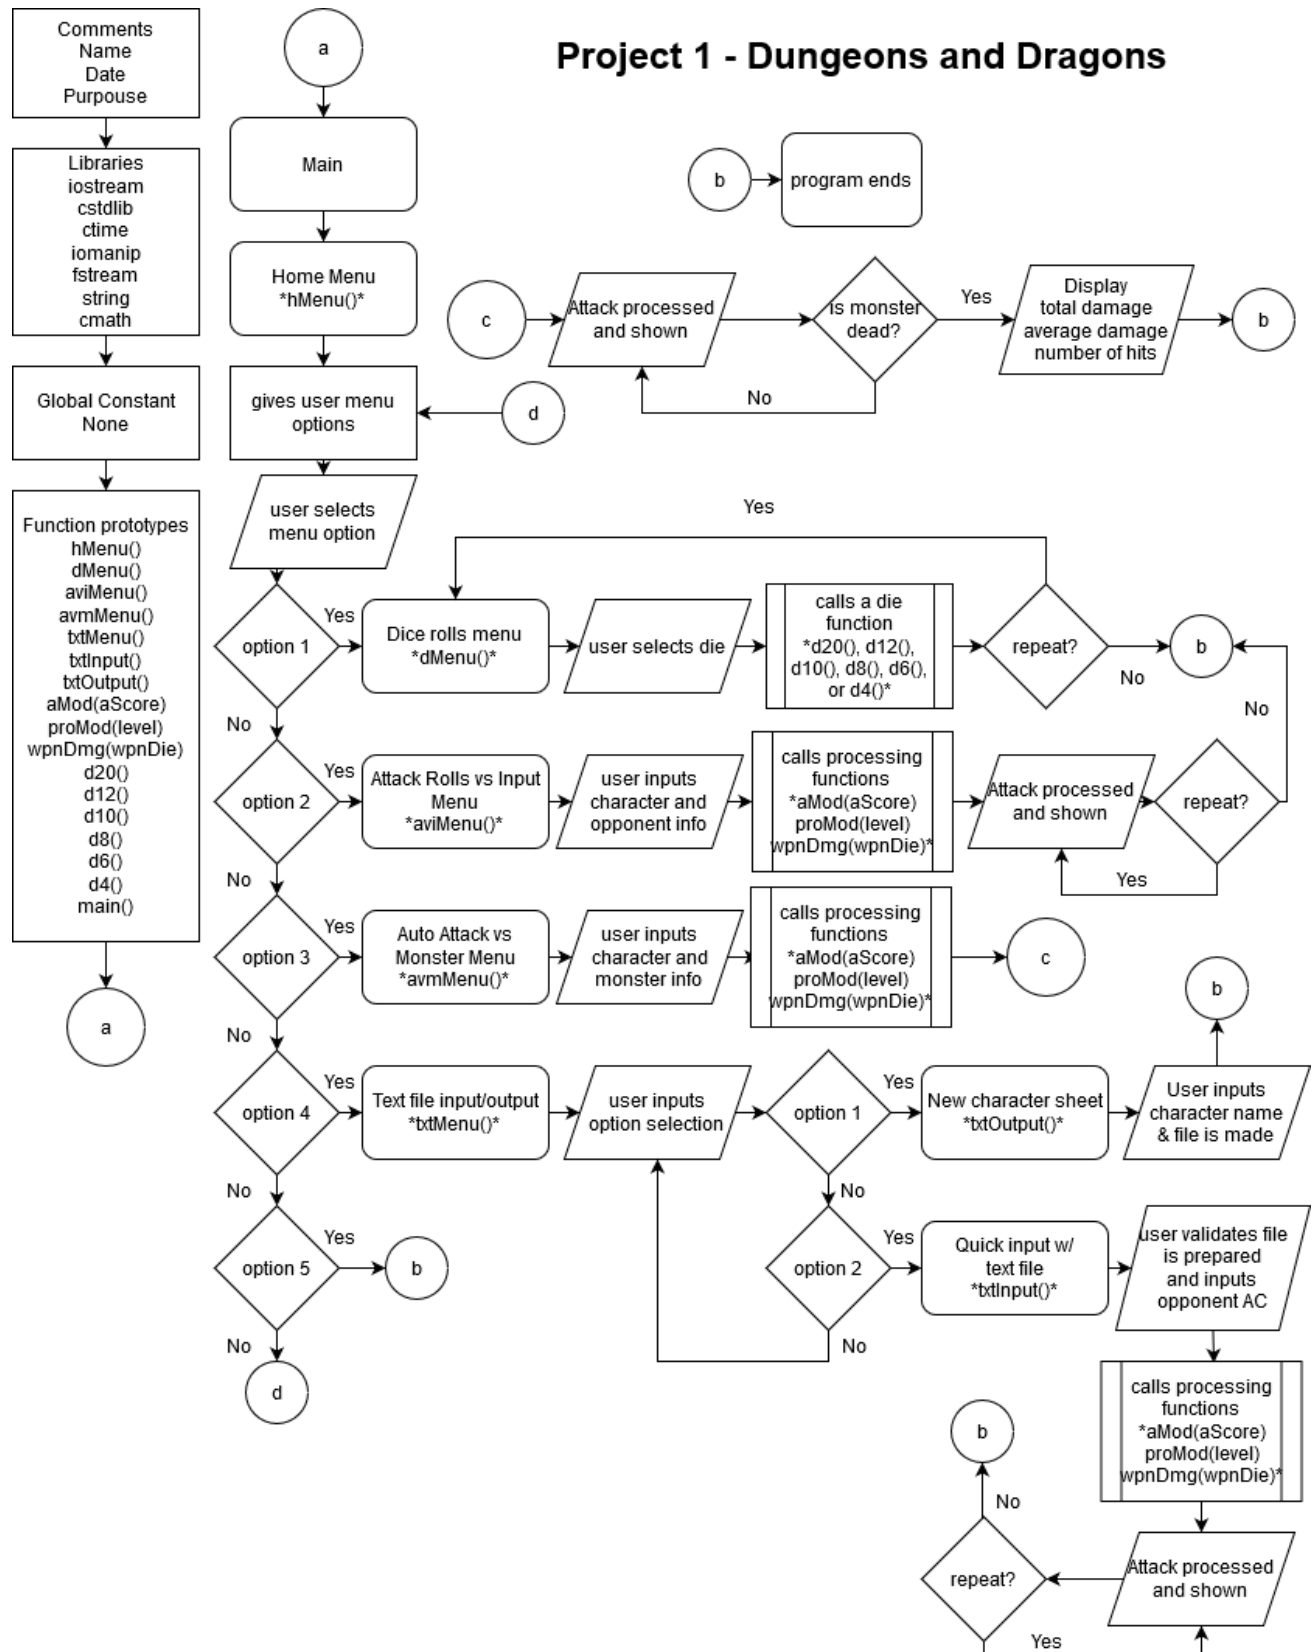 Project 1 - Dungeons and Dragons
Comments
Name
Date
Purpouse
Libraries
iostream
cstdlib
ctime
iomanip
fstream
string
cmath
Global Constant
None
Function prototypes
hMenu()
dMenu()
aviMenu()
avmMenu()
txtMenu()
txtInput()
txtOutput()
aMod(aScore)
proMod(level)
wpnDmg(wpnDie)
d20()
d12()
d10()
d8()
d6()
d4()
main()
a
a
Main
Home Menu
*hMenu()*
gives user menu
options
d
user selects
menu option
b
program ends
c
Attack processed
and shown
is monster
dead?
Yes
No
Display
total damage
average damage
number of hits
b
option 1
Yes
No
Dice rolls menu
*dMenu()*
user selects die
calls a die
function
*d20(), d12(),
d10(), d8(), d6(),
or d4()*
repeat?
Yes
No
b
option 2
Yes
No
Attack Rolls vs Input
Menu
*aviMenu()*
user inputs
character and
opponent info
calls processing
functions
*aMod(aScore)
proMod(level)
wpnDmg(wpnDie)*
Attack processed
and shown
repeat?
Yes
No
option 3
Yes
No
Auto Attack vs
Monster Menu
*avmMenu()*
user inputs
character and
monster info
calls processing
functions
*aMod(aScore)
proMod(level)
wpnDmg(wpnDie)*
c
option 4
Yes
No
Text file input/output
*txtMenu()*
user inputs
option selection
option 1
Yes
No
New character sheet
*txtOutput()*
User inputs
character name
& file is made
b
option 5
Yes
No
b
d
option 2
Yes
No
Quick input w/
text file
*txtInput()*
user validates file
is prepared
and inputs
opponent AC
calls processing
functions
*aMod(aScore)
proMod(level)
wpnDmg(wpnDie)*
Attack processed
and shown
repeat?
No
b
Yes